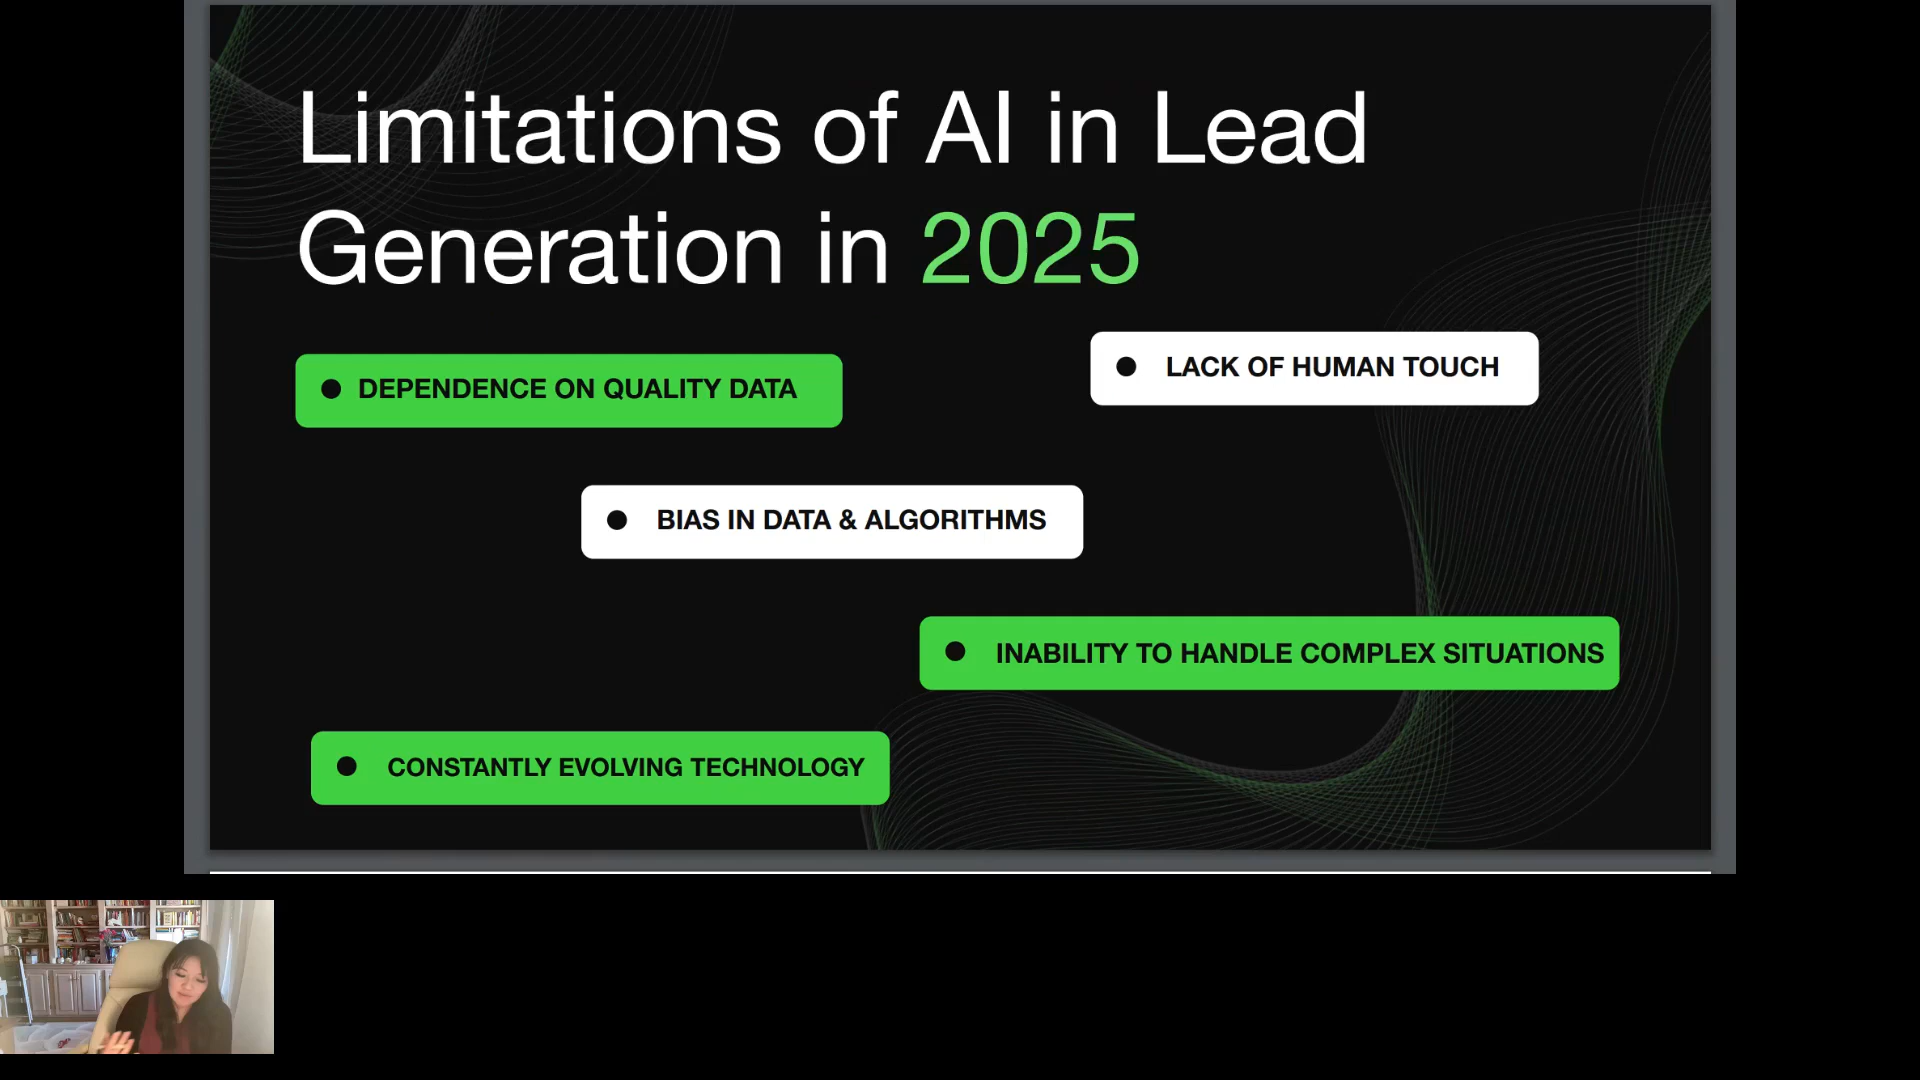 Limitations of AI in Lead
Generation in 2025
DEPENDENCE ON QUALITY DATA
LACK OF HUMAN TOUCH
BIAS IN DATA & ALGORITHMS
INABILITY TO HANDLE COMPLEX SITUATIONS
CONSTANTLY EVOLVING TECHNOLOGY